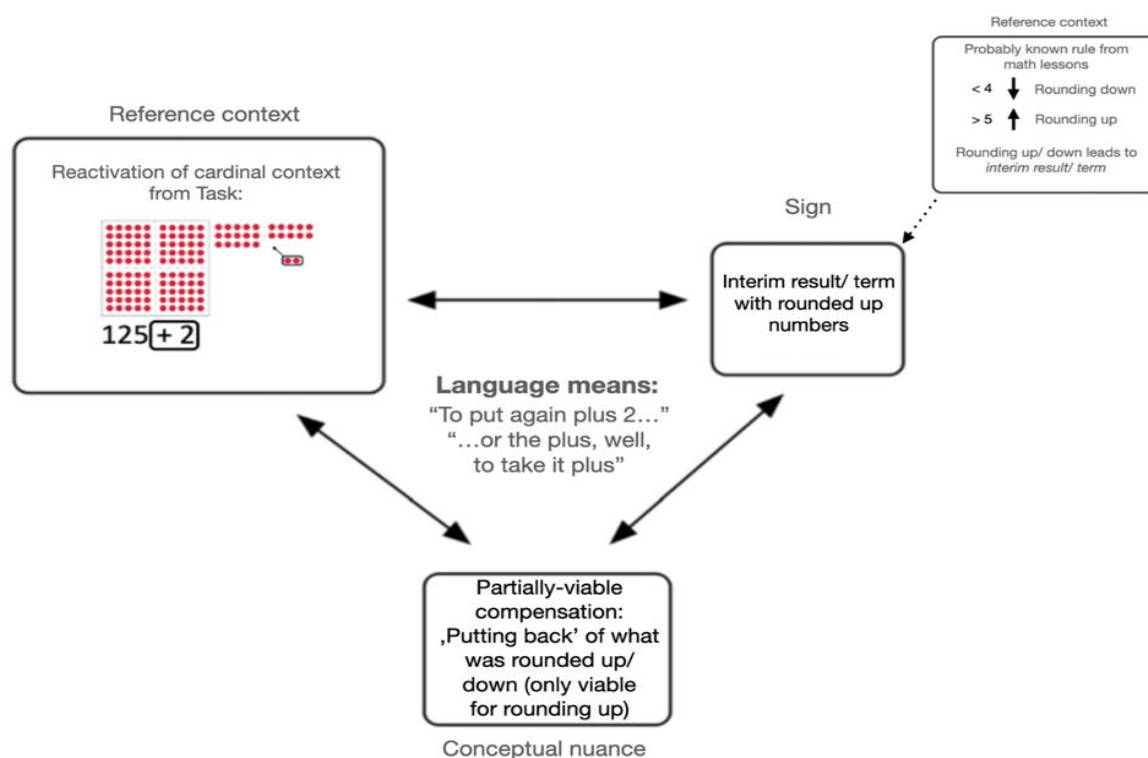 Reference context
Probably known rule from
math lessons
< 4 Rounding down
> 5 Rounding up
Rounding up/ down leads to
interim result/ term
Reference context
Reactivation of cardinal context
from Task:
125 + 2
Sign
Interim result/ term
with rounded up
numbers
Language means:
“To put again plus 2...”
“...or the plus, well,
to take it plus”
Partially-viable
compensation:
‚Putting back’ of what
was rounded up/
down (only viable
for rounding up)
Conceptual nuance